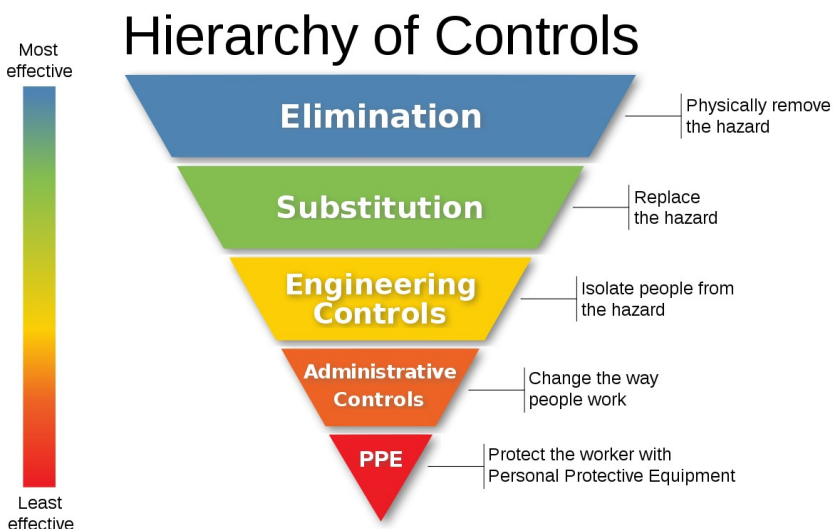 Hierarchy of Controls
Most
effective
Elimination
Physically remove
the hazard
Substitution
Replace
the hazard
Engineering
Controls
Isolate people from
the hazard
Administrative
Controls
Change the way
people work
PPE
Protect the worker with
Personal Protective Equipment
Least
effective